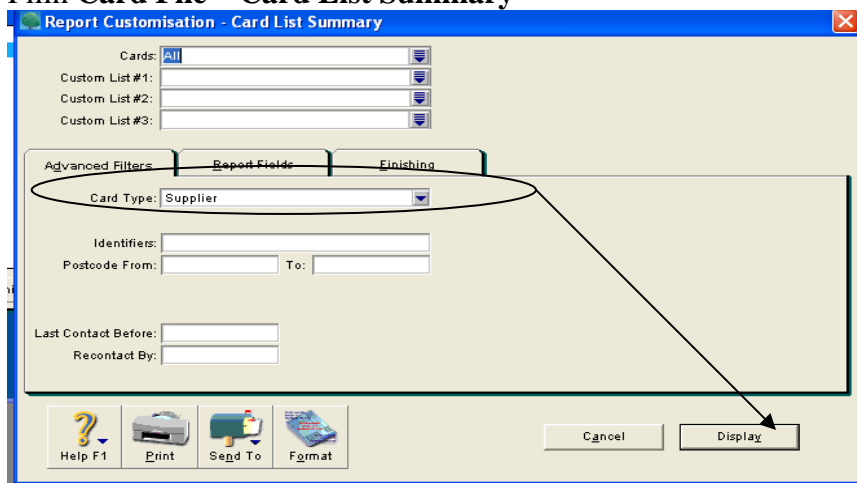 Card File Card List Summary
Report Customisation - Card List Summary
Cards: All
Custom List #1:
Custom List #2:
Custom List #3:
Advanced Filters Report Fields Finishing
Card Type: Supplier
Identifiers:
Postcode From: To:
Last Contact Before:
Recontact By:
Help F1 Print Send To Format Cancel Display